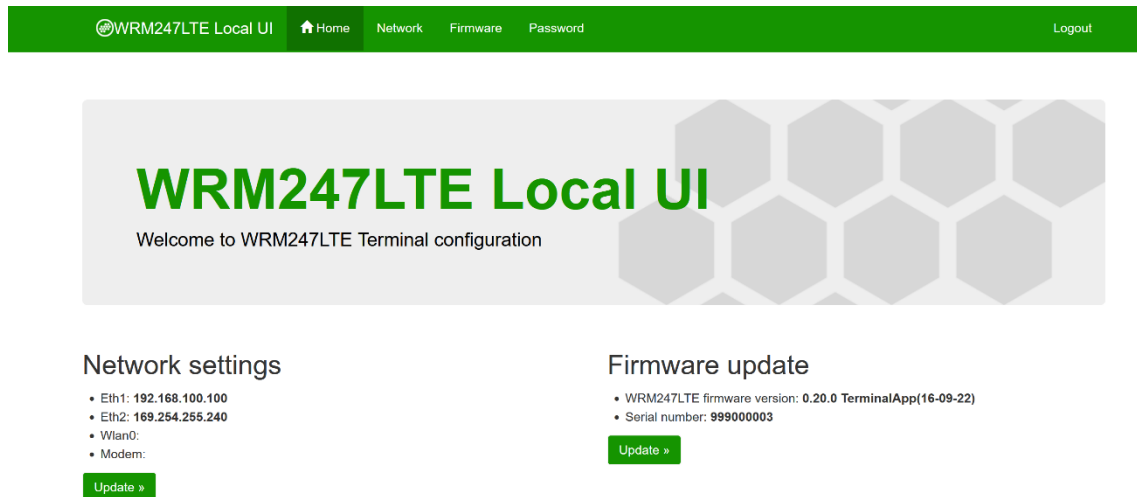 WRM247LTE Local UI Home Network Firmware Password Logout
WRM247LTE Local UI
Welcome to WRM247LTE Terminal configuration
Network settings
Eth1: 192.168.100.100
Eth2: 169.254.255.240
Wlan0:
Modem:
Update »
Firmware update
WRM247LTE firmware version: 0.20.0 TerminalApp(16-09-22)
Serial number: 999000003
Update »